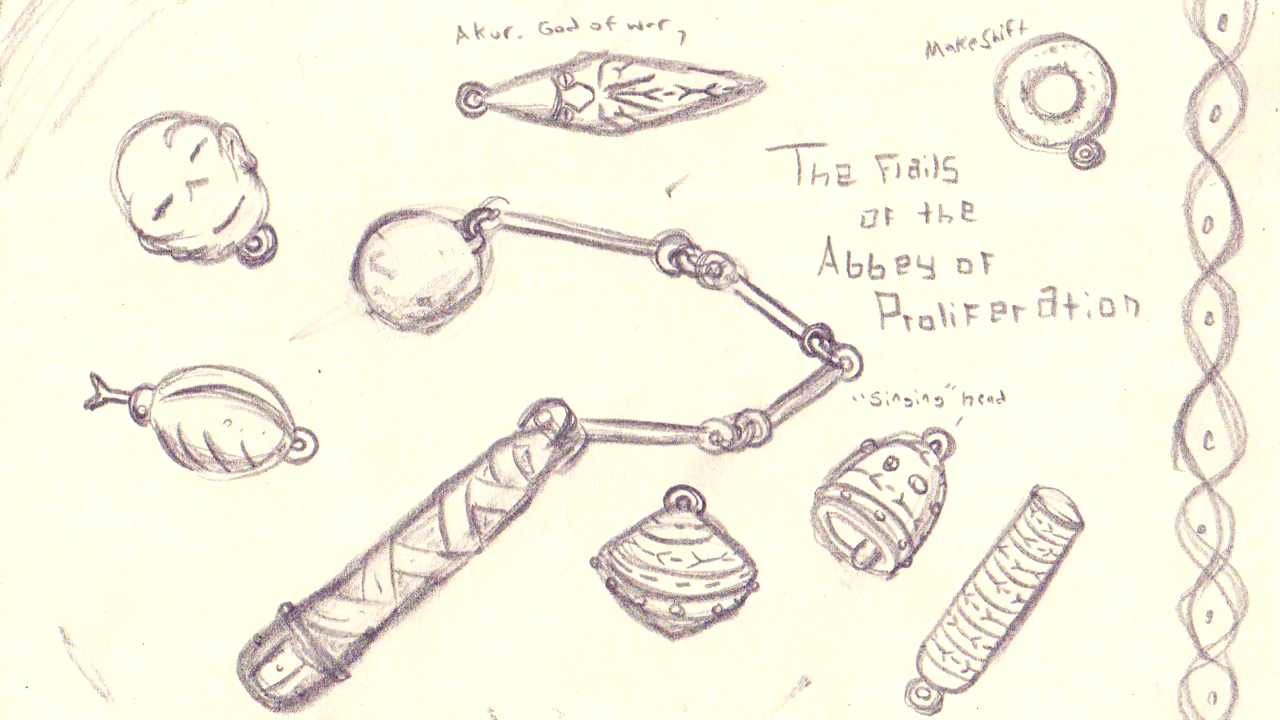 Akur. God of war,
MakeShift
The Flails
of the
Abbey of
Proliferation
"Singing" head